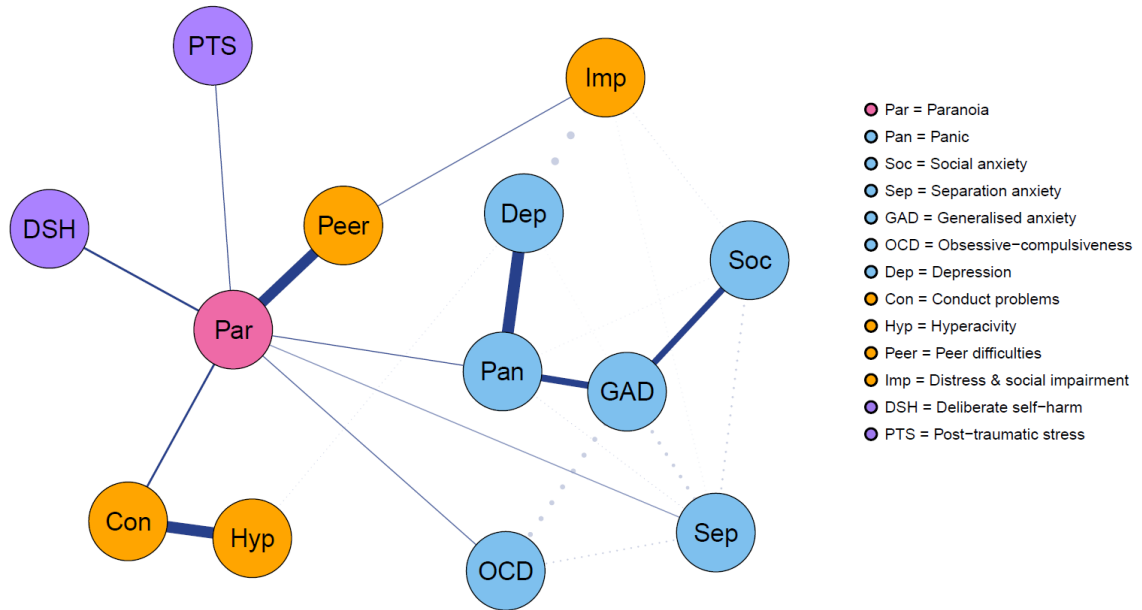 PTS
Imp
DSH
Peer
Dep
Soc
Par
Pan
GAD
Con
Hyp
OCD
Sep
Par = Paranoia
Pan = Panic
Soc = Social anxiety
Sep = Separation anxiety
GAD = Generalised anxiety
OCD = Obsessive−compulsiveness
Dep = Depression
Con = Conduct problems
Hyp = Hyperacivity
Peer = Peer difficulties
Imp = Distress & social impairment
DSH = Deliberate self−harm
PTS = Post−traumatic stress